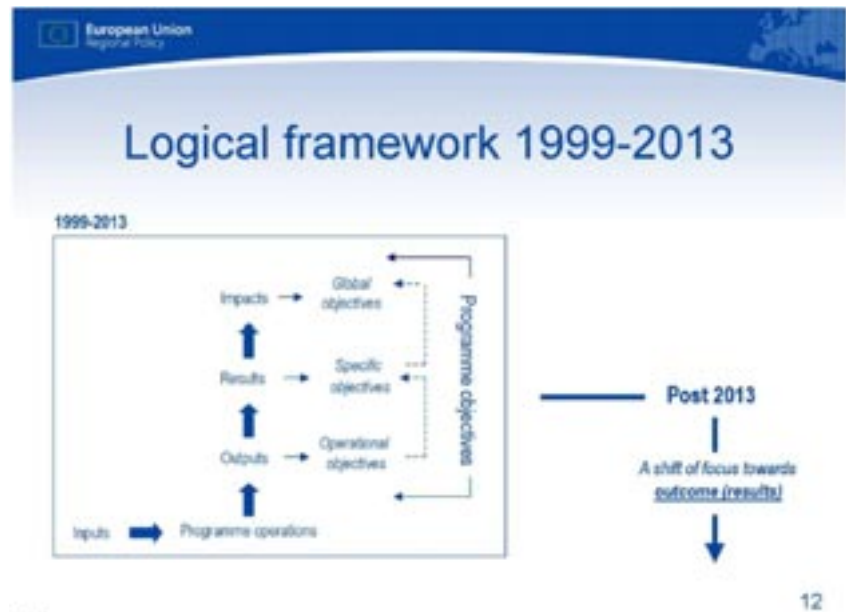 European Union
Regional Policy
Logical framework 1999-2013
1999-2013
Impacts
Global
objectives
Results
Specific
objectives
Outputs
Operational
objectives
Inputs
Programme operations
Programme objectives
Post 2013
A shift of focus towards
outcome (results)
12